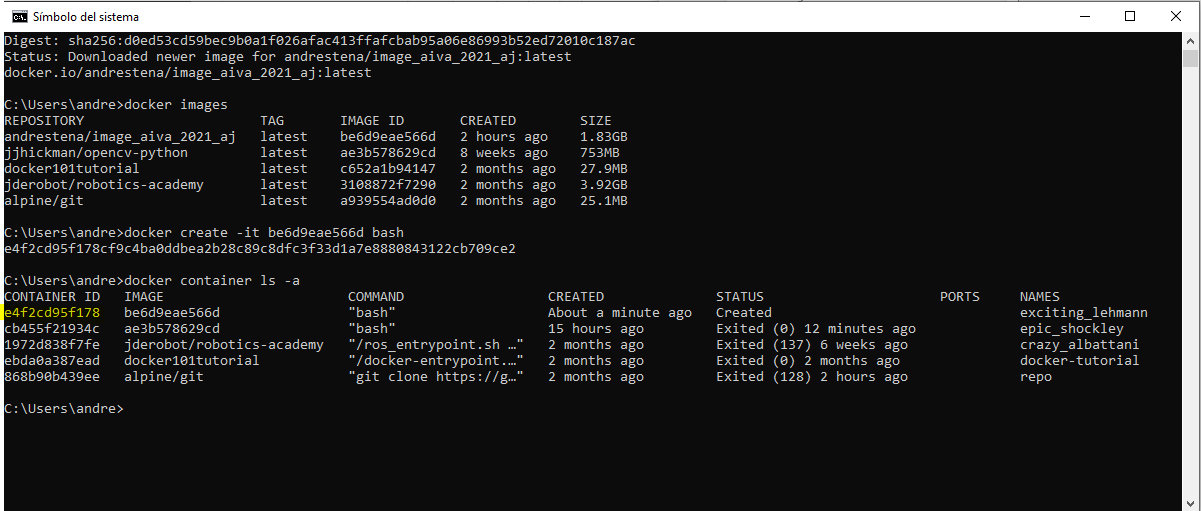 Símbolo del sistema
Digest: sha256:d0ed53cd59bec9b0a1f026afac413ffafcbab95a06e86993b52ed72010c187ac
Status: Downloaded newer image for andrestena/image_aiva_2021_aj:latest
docker.io/andrestena/image_aiva_2021_aj:latest
C:\Users\andre>docker images
REPOSITORY TAG IMAGE ID CREATED SIZE
andrestena/image_aiva_2021_aj latest be6d9eae566d 2 hours ago 1.83GB
jjhickman/opencv-python latest ae3b578629cd 8 weeks ago 753MB
docker101tutorial latest c652a1b94147 2 months ago 27.9MB
jderobot/robotics-academy latest 3108872f7290 2 months ago 3.92GB
alpine/git latest a939554ad0d0 2 months ago 25.1MB
C:\Users\andre>docker create -it be6d9eae566d bash
e4f2cd95f178cf9c4ba0ddbea2b28c89c8dfc3f33d1a7e8880843122cb709ce2
C:\Users\andre>docker container ls -a
CONTAINER ID IMAGE COMMAND CREATED STATUS PORTS NAMES
e4f2cd95f178 be6d9eae566d "bash" About a minute ago Created exciting_lehmann
cb455f21934c ae3b578629cd "bash" 15 hours ago Exited (0) 12 minutes ago epic_shockley
1972d838f7fe jderobot/robotics-academy "/ros_entrypoint.sh …" 2 months ago Exited (137) 6 weeks ago crazy_albattani
ebda0a387ead docker101tutorial "/docker-entrypoint.…" 2 months ago Exited (0) 2 months ago docker-tutorial
868b90b439ee alpine/git "git clone https://g…" 2 months ago Exited (128) 2 hours ago repo
C:\Users\andre>